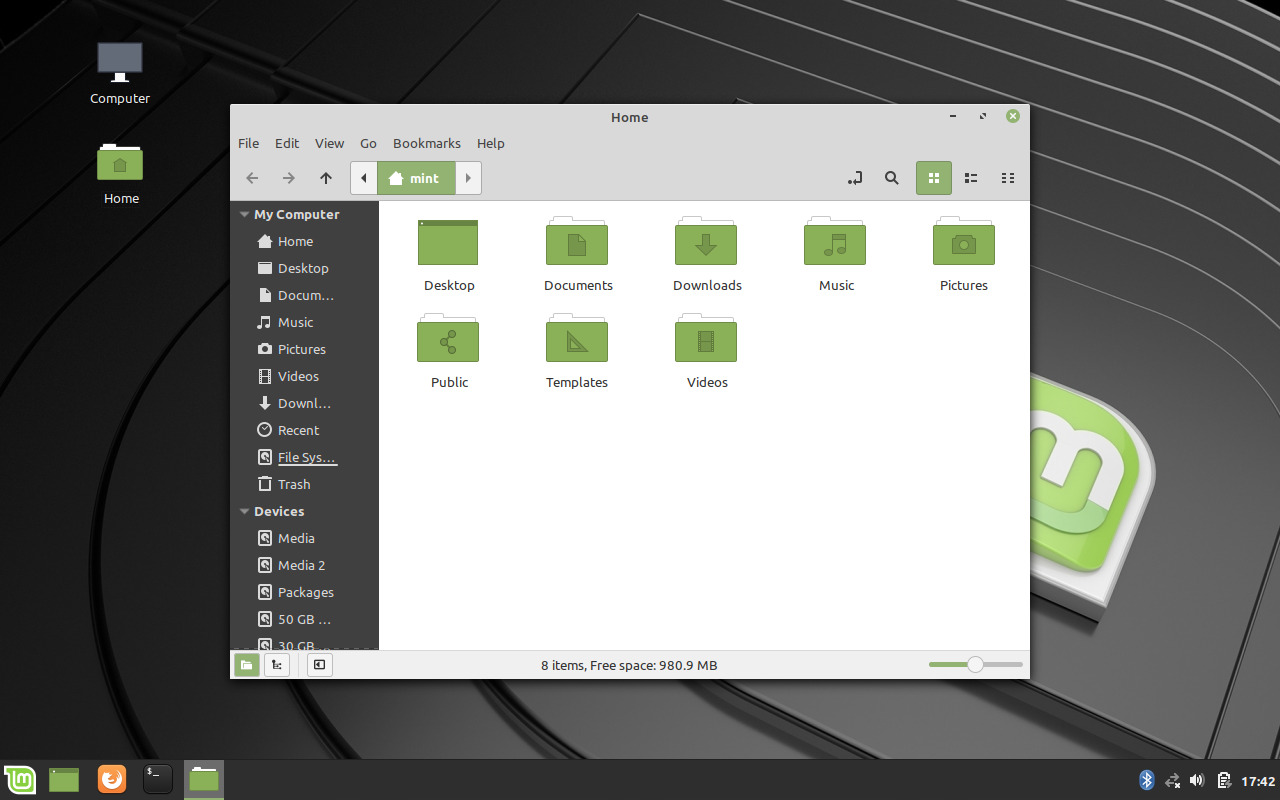 Computer
Home
Home
File Edit View Go Bookmarks Help
mint
My Computer
Home
Desktop
Docum...
Music
Pictures
Videos
Downl...
Recent
File Sys...
Trash
Devices
Media
Media 2
Packages
50 GB ...
30 GB ...
Desktop Documents Downloads Music Pictures
Public Templates Videos
8 items, Free space: 980.9 MB
$_
17:42